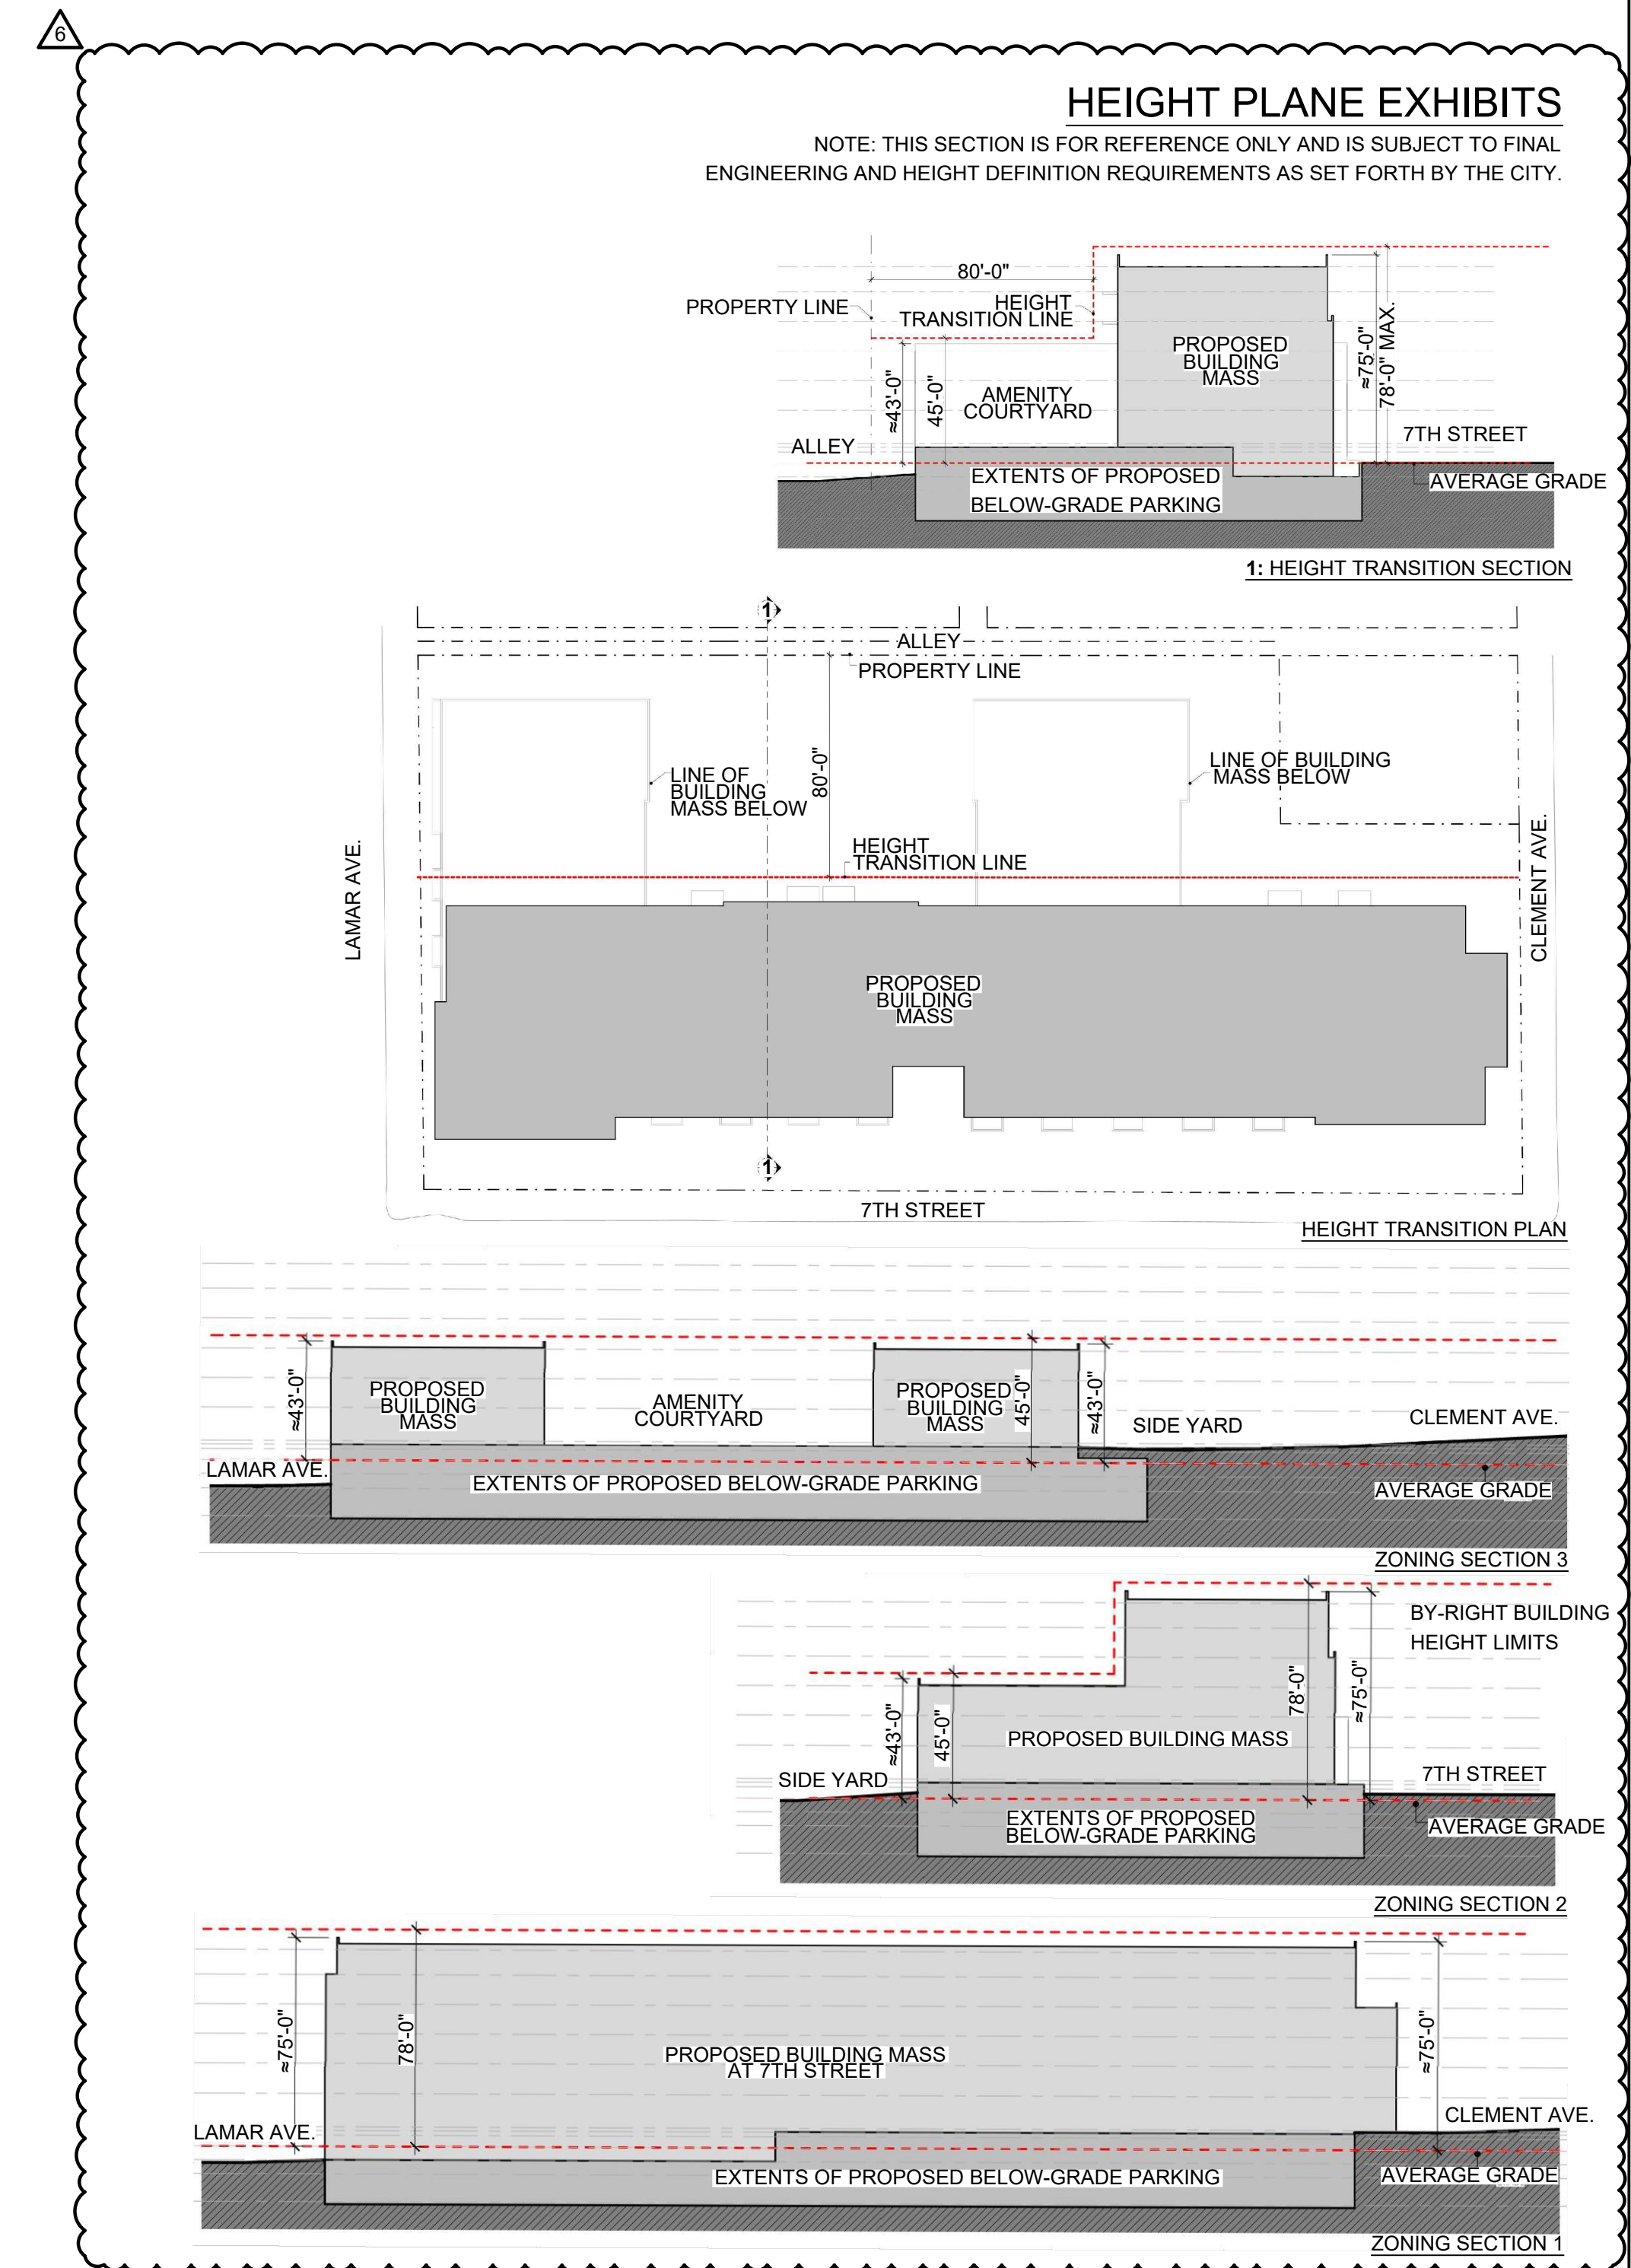 6
HEIGHT PLANE EXHIBITS
NOTE: THIS SECTION IS FOR REFERENCE ONLY AND IS SUBJECT TO FINAL
ENGINEERING AND HEIGHT DEFINITION REQUIREMENTS AS SET FORTH BY THE CITY.
80'-0"
PROPERTY LINE
HEIGHT
TRANSITION LINE
PROPOSED
BUILDING
MASS
≈43'-0"
45'-0"
AMENITY
COURTYARD
≈75'-0"
78'-0" MAX.
ALLEY
7TH STREET
EXTENTS OF PROPOSED
BELOW-GRADE PARKING
AVERAGE GRADE
1: HEIGHT TRANSITION SECTION
1
ALLEY
PROPERTY LINE
LINE OF
BUILDING
MASS BELOW
80'-0"
LINE OF BUILDING
MASS BELOW
HEIGHT
TRANSITION LINE
LAMAR AVE.
CLEMENT AVE.
PROPOSED
BUILDING
MASS
1
7TH STREET
HEIGHT TRANSITION PLAN
≈43'-0"
PROPOSED
BUILDING
MASS
AMENITY
COURTYARD
PROPOSED
BUILDING
MASS
45'-0"
≈43'-0"
SIDE YARD
CLEMENT AVE.
LAMAR AVE.
EXTENTS OF PROPOSED BELOW-GRADE PARKING
AVERAGE GRADE
ZONING SECTION 3
BY-RIGHT BUILDING
HEIGHT LIMITS
≈43'-0"
45'-0"
78'-0"
≈75'-0"
PROPOSED BUILDING MASS
SIDE YARD
7TH STREET
EXTENTS OF PROPOSED
BELOW-GRADE PARKING
AVERAGE GRADE
ZONING SECTION 2
≈75'-0"
78'-0"
PROPOSED BUILDING MASS
AT 7TH STREET
≈75'-0"
LAMAR AVE.
CLEMENT AVE.
EXTENTS OF PROPOSED BELOW-GRADE PARKING
AVERAGE GRADE
ZONING SECTION 1